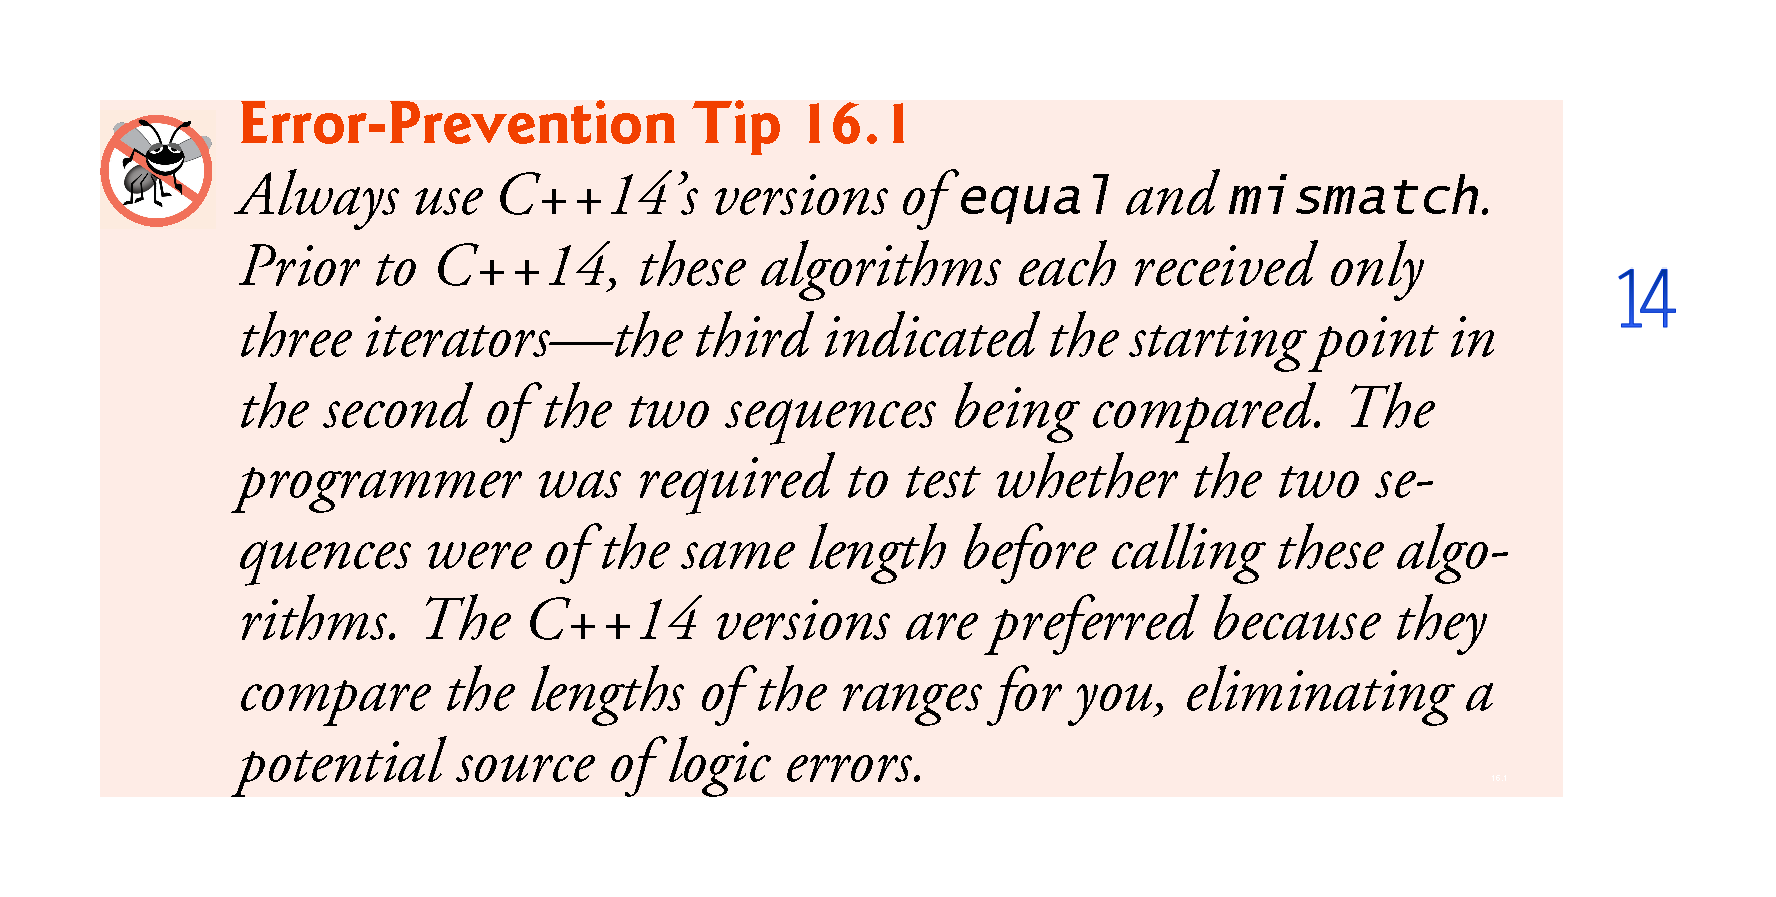 Error-Prevention Tip 16.1
Always use C++14’s versions of equal and mismatch.
Prior to C++14, these algorithms each received only
three iterators—the third indicated the starting point in
the second of the two sequences being compared. The
programmer was required to test whether the two se-
quences were of the same length before calling these algo-
rithms. The C++14 versions are preferred because they
compare the lengths of the ranges for you, eliminating a
potential source of logic errors.
14